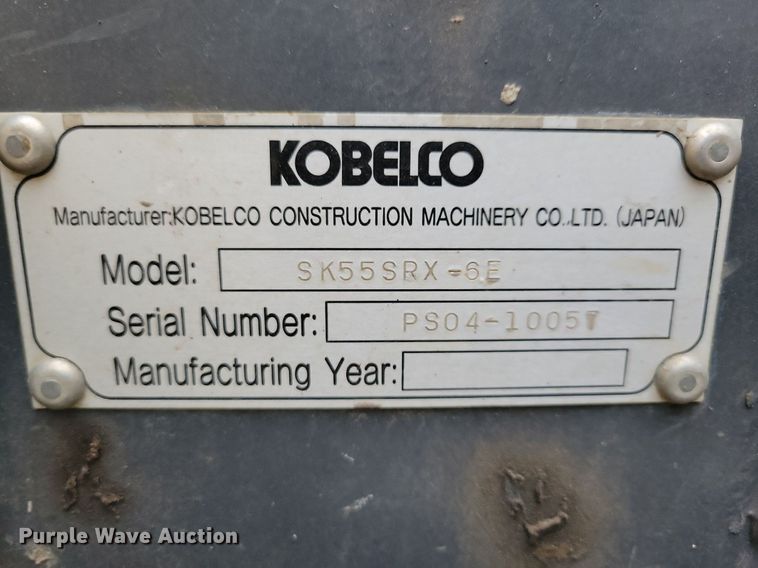 KOBELCO
Manufacturer:KOBELCO CONSTRUCTION MACHINERY CO.,LTD. (JAPAN)
Model: SK55SRX-6E
Serial Number: PS04-10057
Manufacturing Year:
Purple Wave Auction